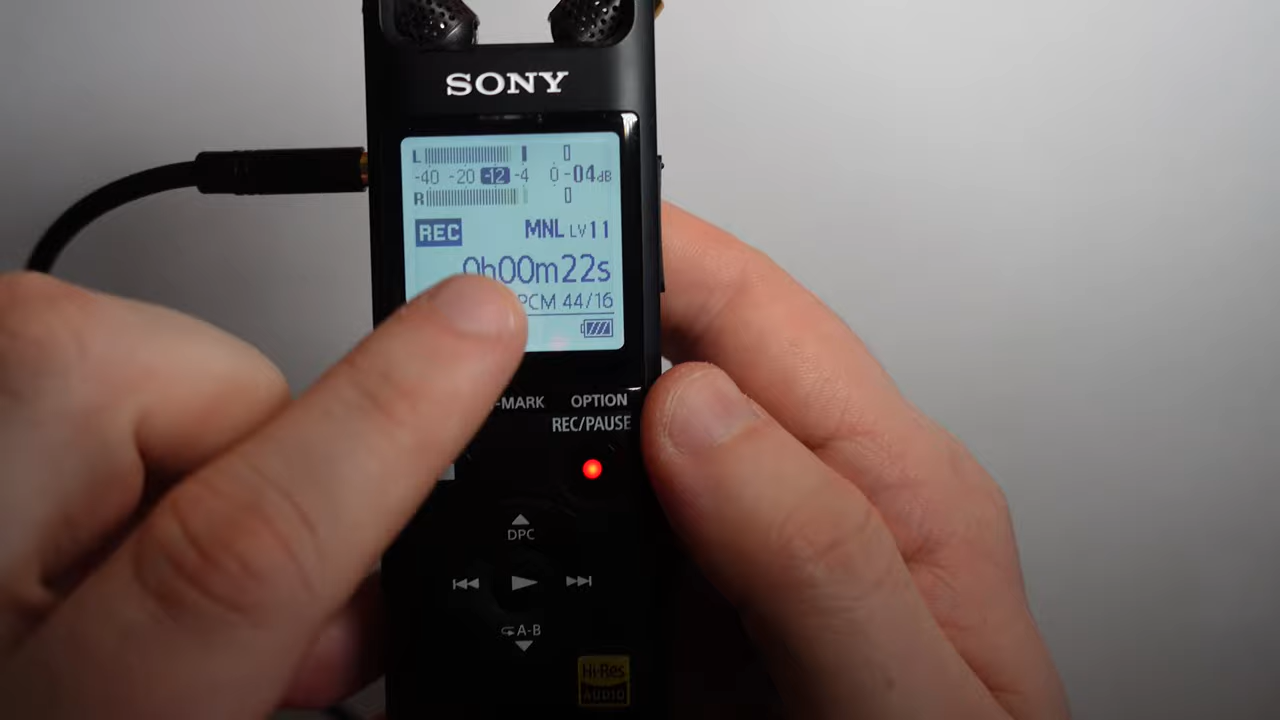 SONY
L
-40 -20 -12 -4 0 -04dB
R
REC MNL LV11
0h00m22s
PCM 44/16
-MARK OPTION
REC/PAUSE
DPC
A-B
Hi-Res
AUDIO